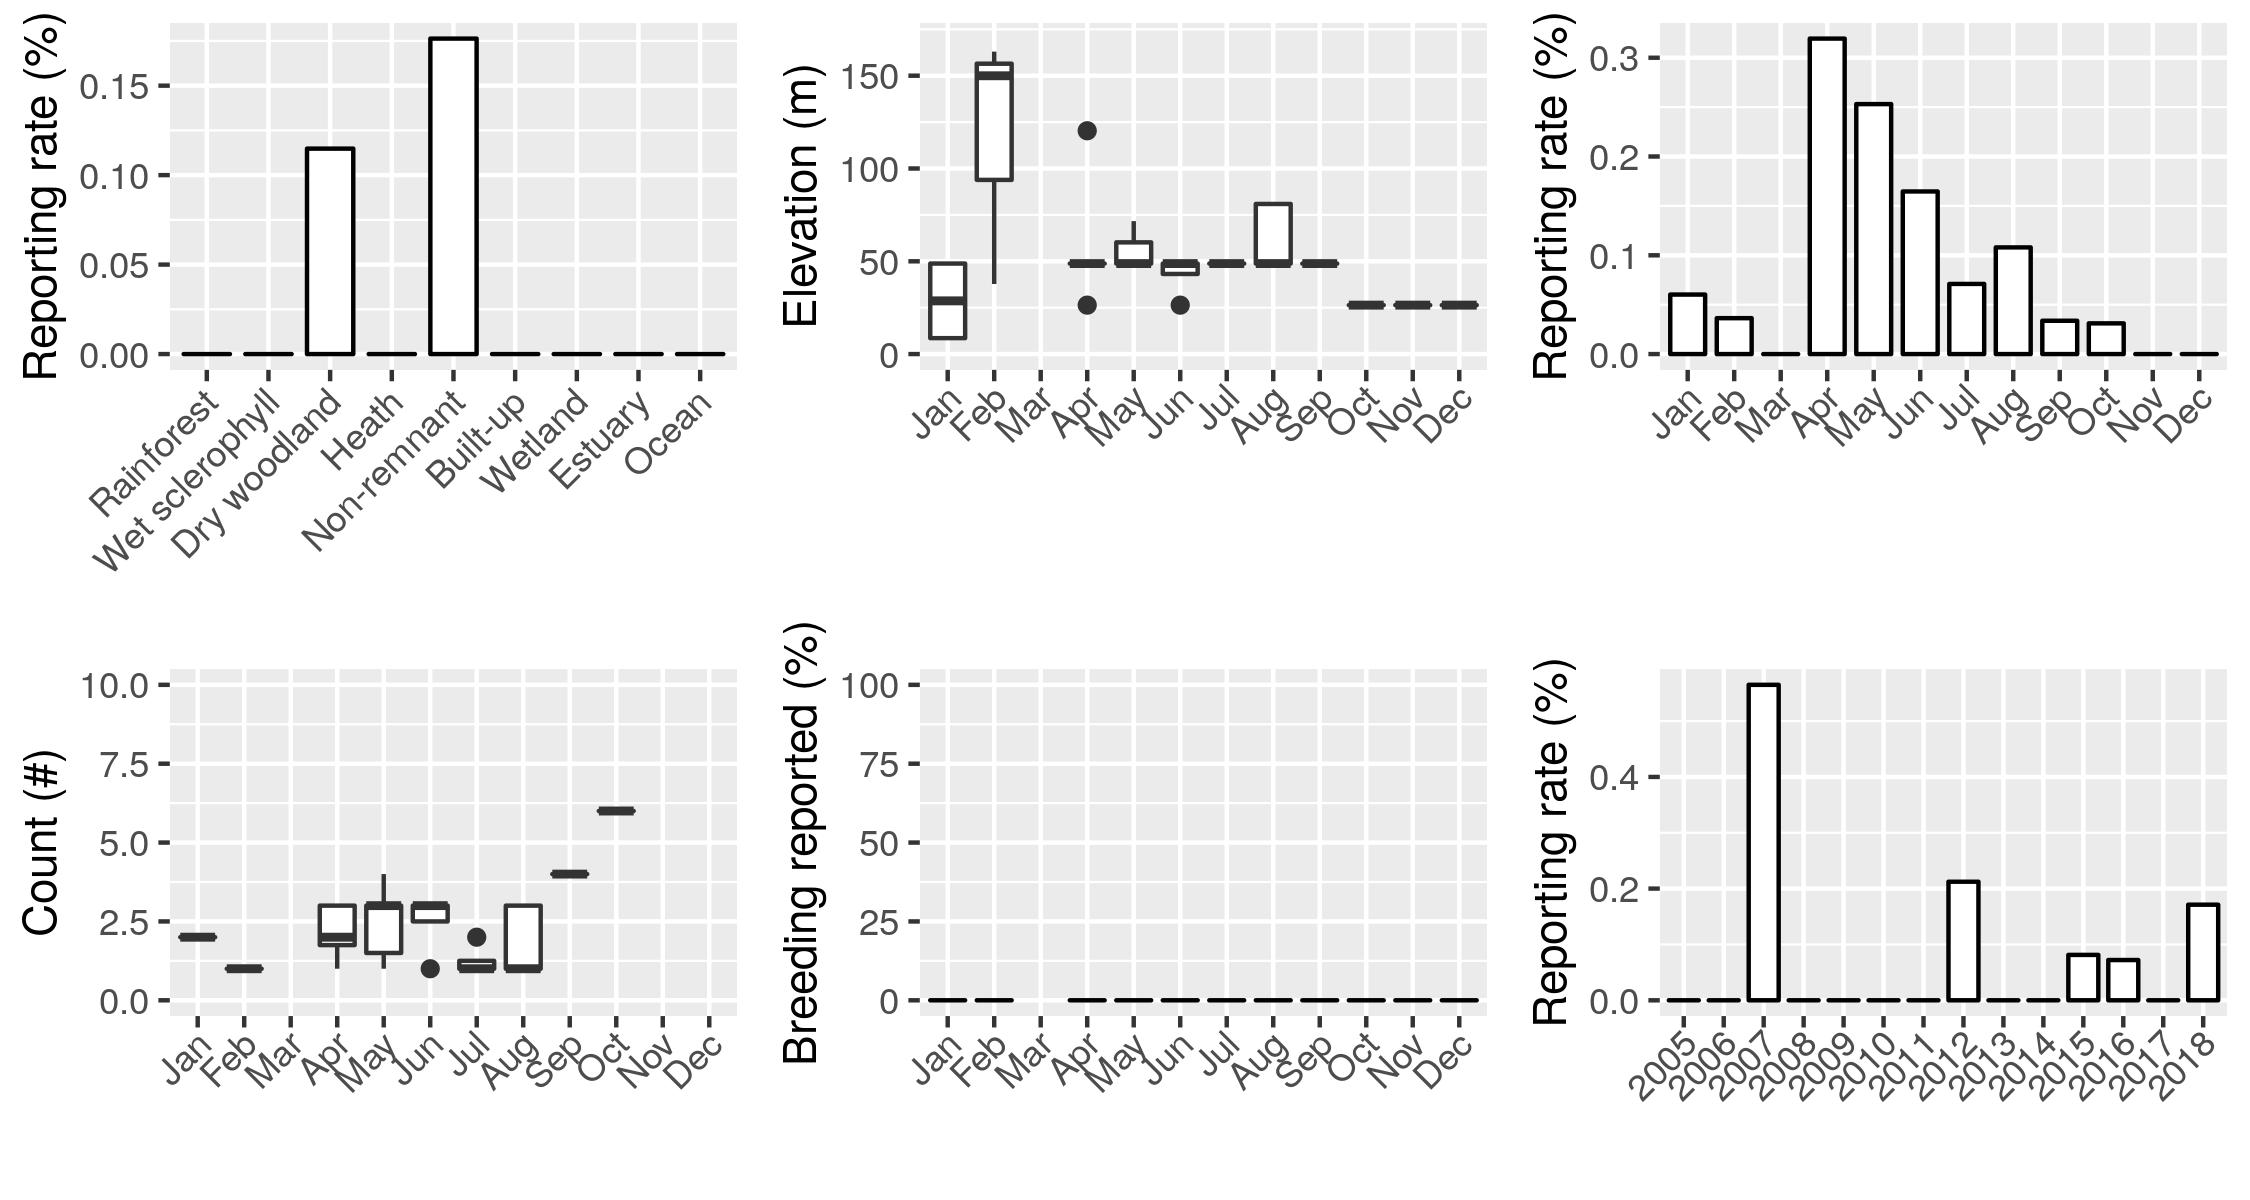 Reporting rate (%)
0.15
0.10
0.05
0.00
Rainforest
Wet sclerophyll
Dry woodland
Heath
Non-remnant
Built-up
Wetland
Estuary
Ocean
Elevation (m)
150
100
50
0
Jan
Feb
Mar
Apr
May
Jun
Jul
Aug
Sep
Oct
Nov
Dec
Reporting rate (%)
0.3
0.2
0.1
0.0
Jan
Feb
Mar
Apr
May
Jun
Jul
Aug
Sep
Oct
Nov
Dec
Count (#)
10.0
7.5
5.0
2.5
0.0
Jan
Feb
Mar
Apr
May
Jun
Jul
Aug
Sep
Oct
Nov
Dec
Breeding reported (%)
100
75
50
25
0
Jan
Feb
Mar
Apr
May
Jun
Jul
Aug
Sep
Oct
Nov
Dec
Reporting rate (%)
0.4
0.2
0.0
2005
2006
2007
2008
2009
2010
2011
2012
2013
2014
2015
2016
2017
2018